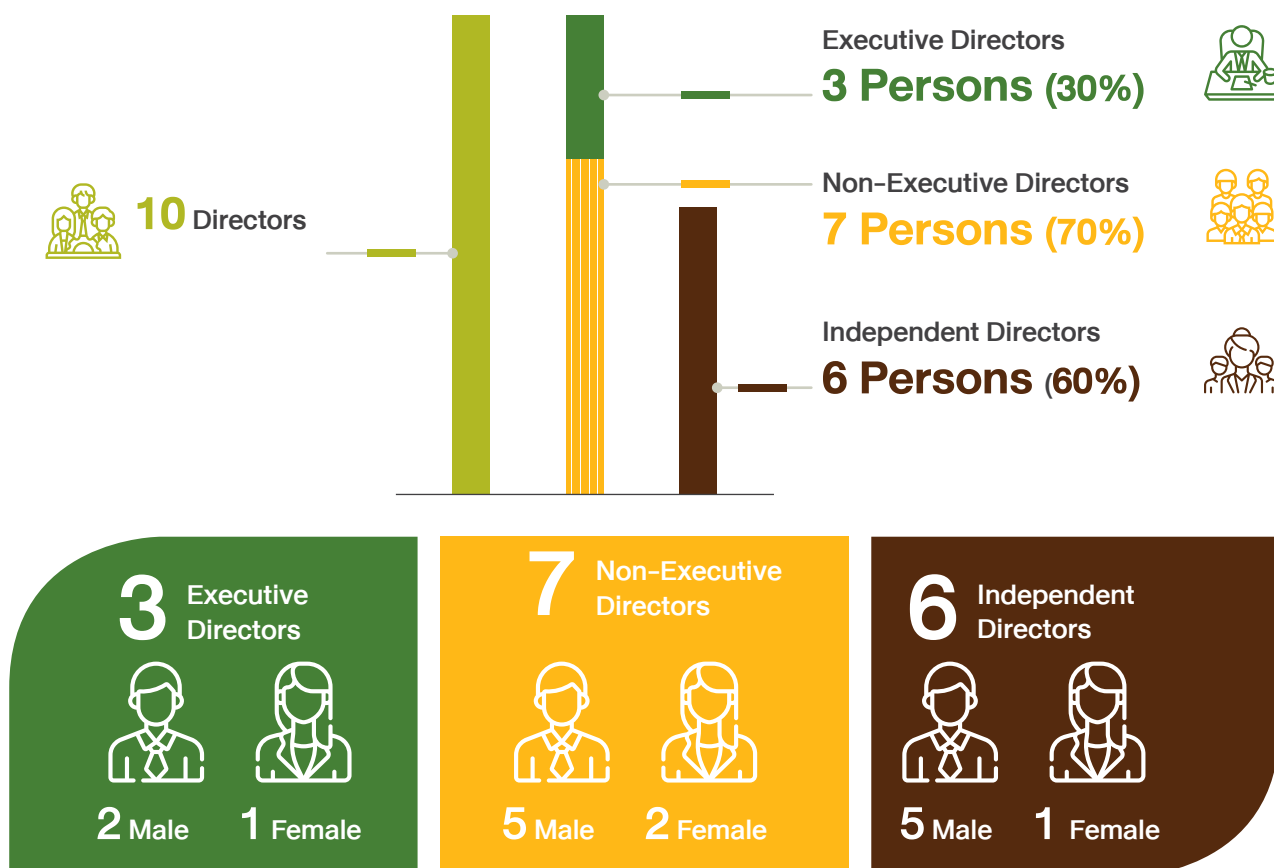 Executive Directors
3 Persons (30%)
10 Directors
Non-Executive Directors
7 Persons (70%)
Independent Directors
6 Persons (60%)
3 Executive
Directors
2 Male 1 Female
7 Non-Executive
Directors
5 Male 2 Female
6 Independent
Directors
5 Male 1 Female